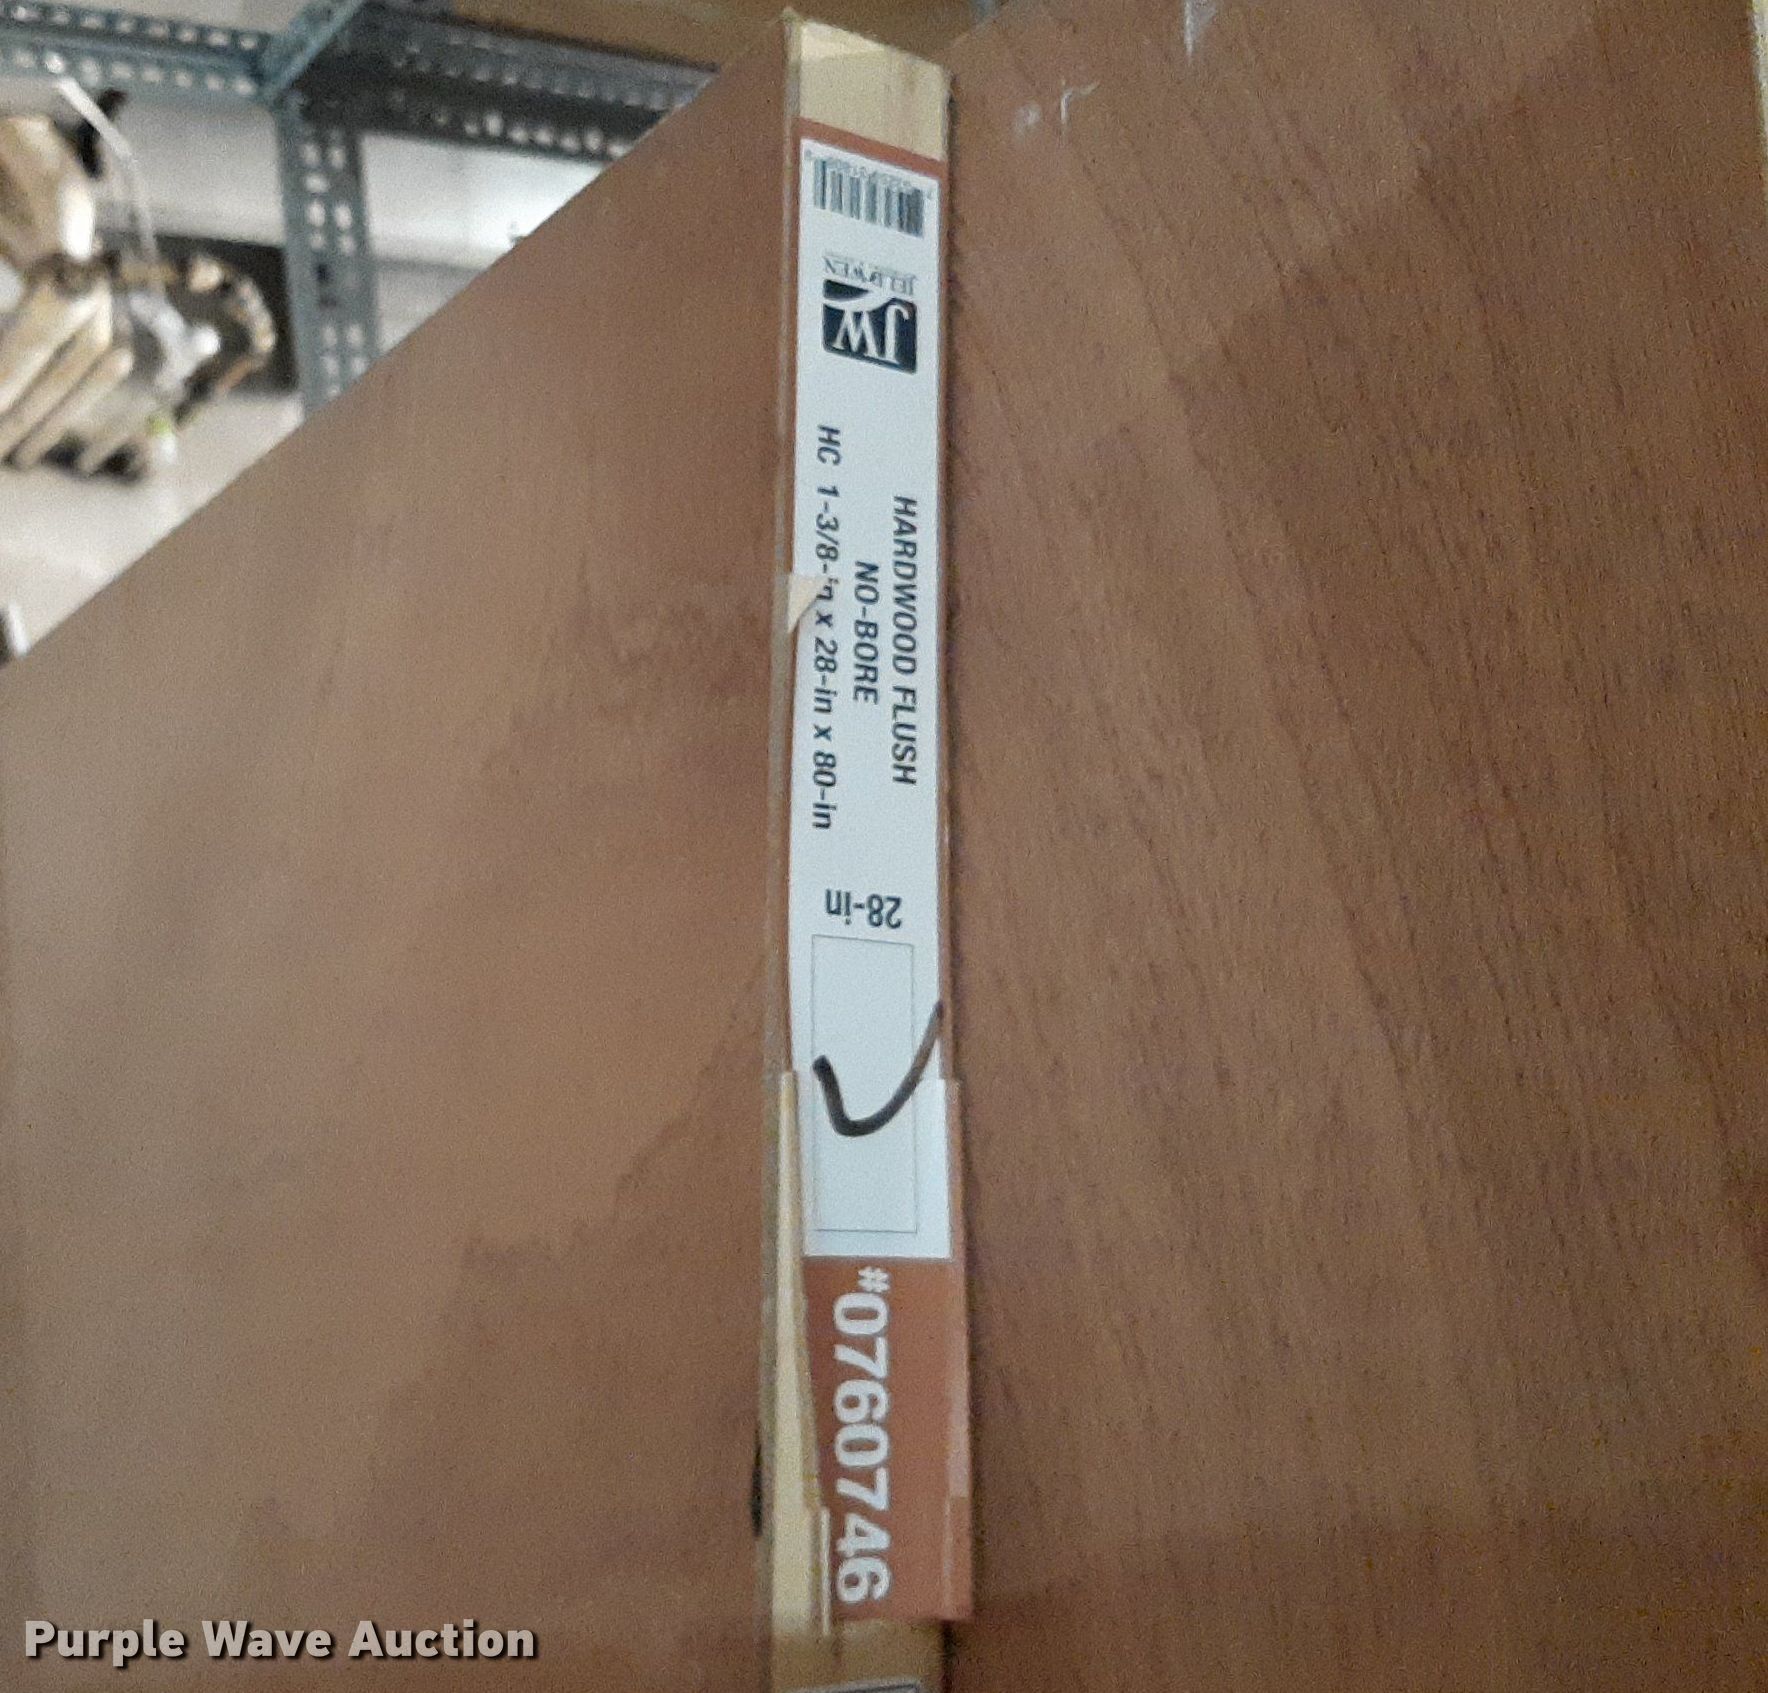 JELD-WEN
JW
HARDWOOD FLUSH
NO-BORE
HC 1-3/8-in x 28-in x 80-in
28-in
#0760746
Purple Wave Auction